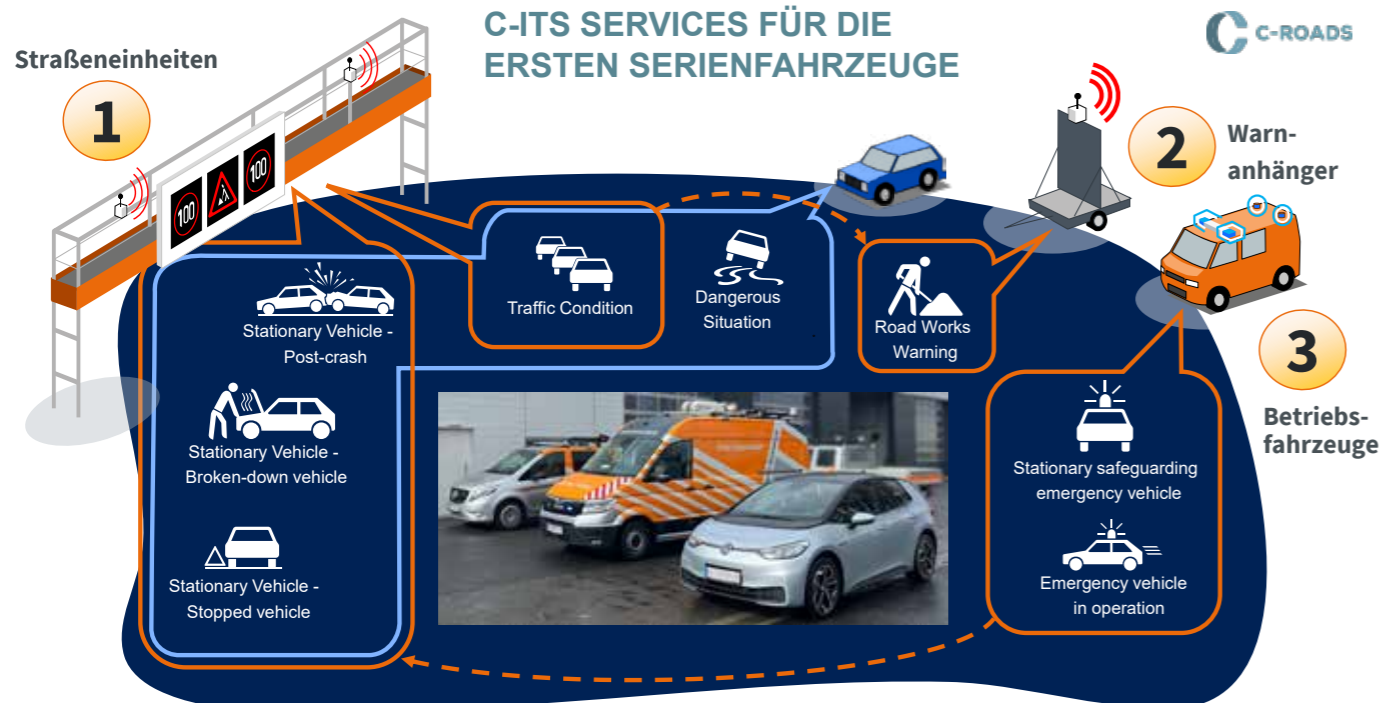 C-ITS SERVICES FÜR DIE
ERSTEN SERIENFAHRZEUGE
C-ROADS
Straßeneinheiten
1
100
100
2
Warn-
anhänger
3
Betriebs-
fahrzeuge
Stationary Vehicle -
Post-crash
Stationary Vehicle -
Broken-down vehicle
Stationary Vehicle -
Stopped vehicle
Traffic Condition
Dangerous
Situation
Road Works
Warning
Stationary safeguarding
emergency vehicle
Emergency vehicle
in operation